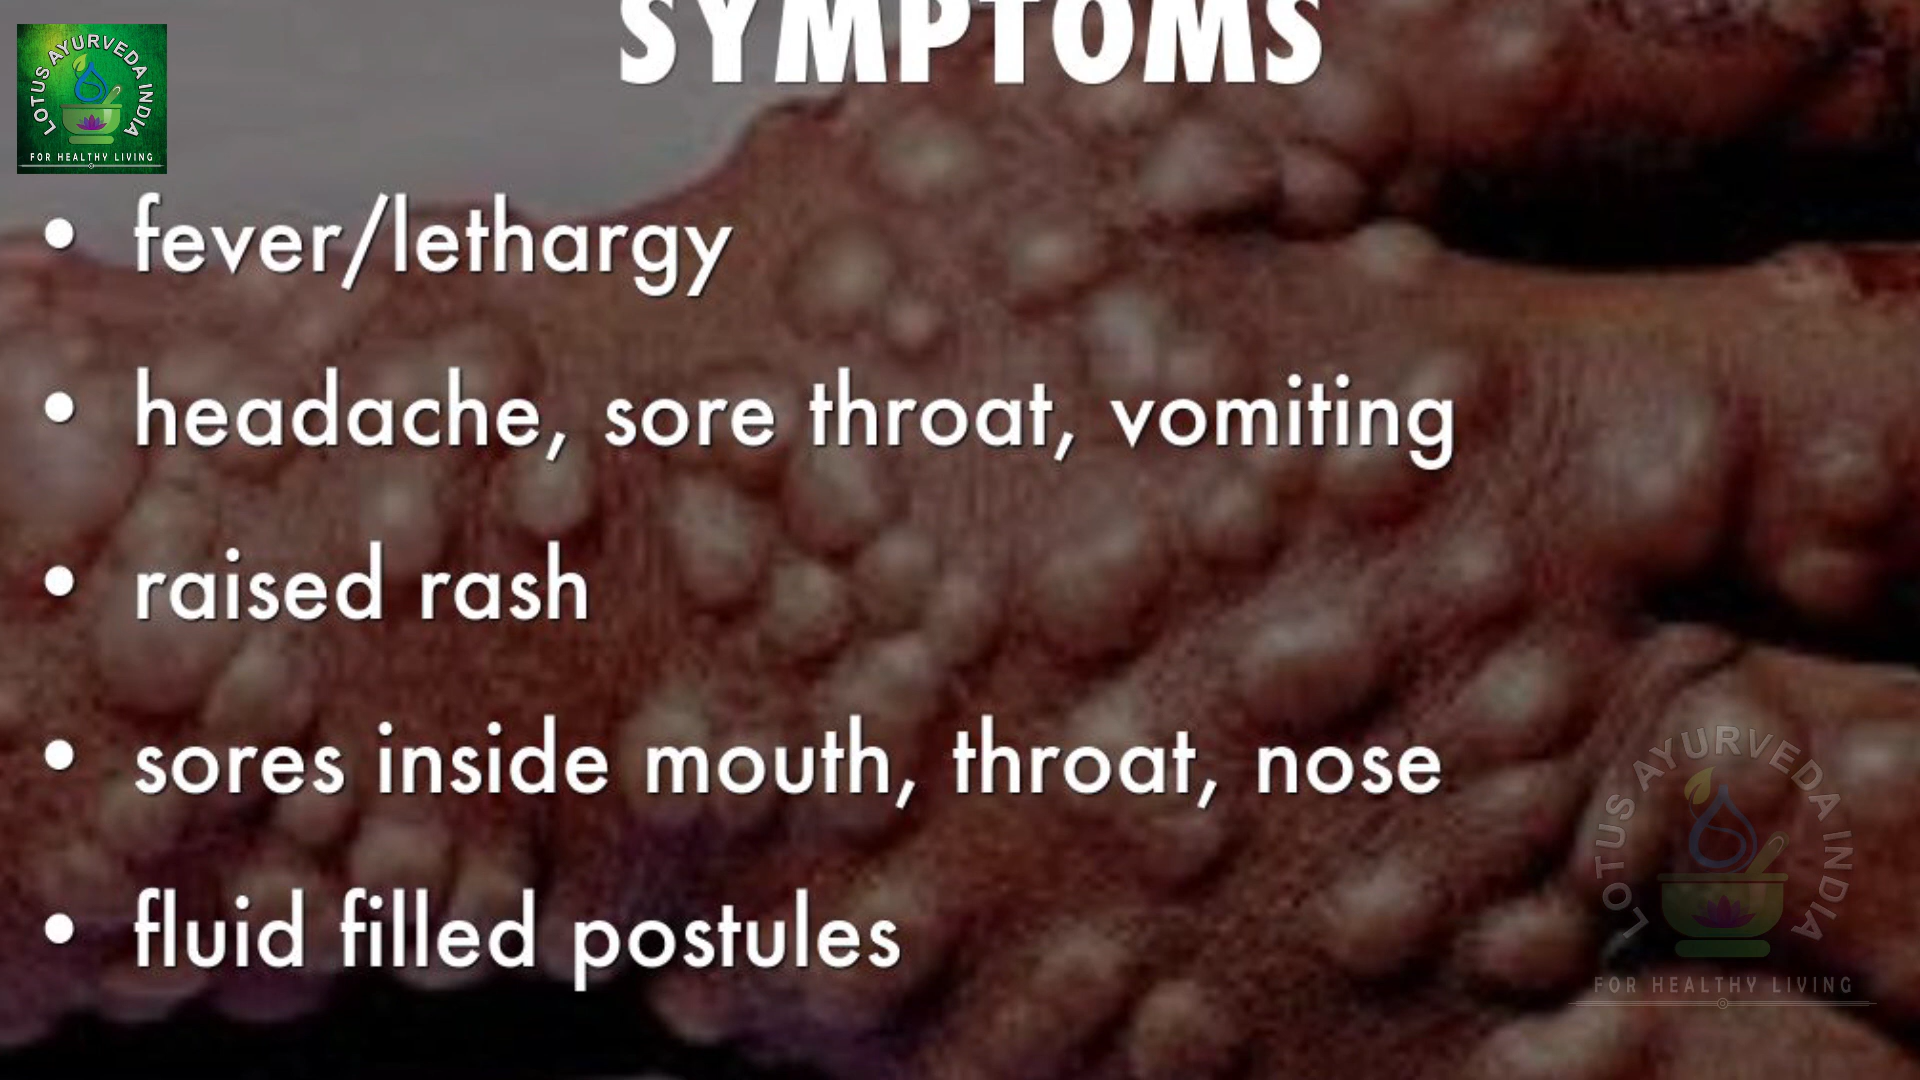 SYMPTOMS
LOTUS AYURVEDA INDIA
FOR HEALTHY LIVING
• fever/lethargy
• headache, sore throat, vomiting
• raised rash
• sores inside mouth, throat, nose
• fluid filled postules
LOTUS AYURVEDA INDIA
FOR HEALTHY LIVING